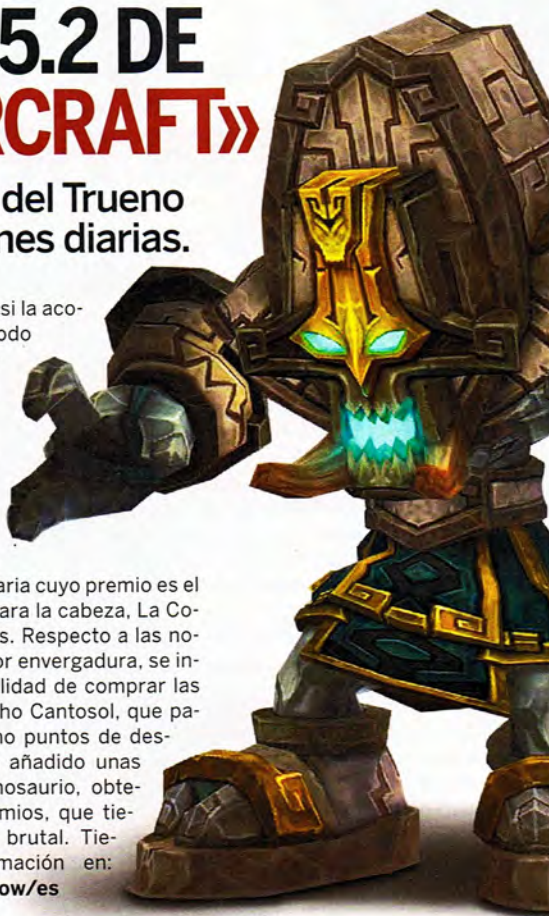 5.2 DE
RCRAFT»
del Trueno
nes diarias.
si la aco-
odo
aria cuyo premio es el
ara la cabeza, La Co-
s. Respecto a las no-
or envergadura, se in-
lidad de comprar las
ho Cantosol, que pa-
no puntos de des-
añadido unas
nosaurio, obte-
mios, que tie-
brutal. Tie-
mación en:
ow/es